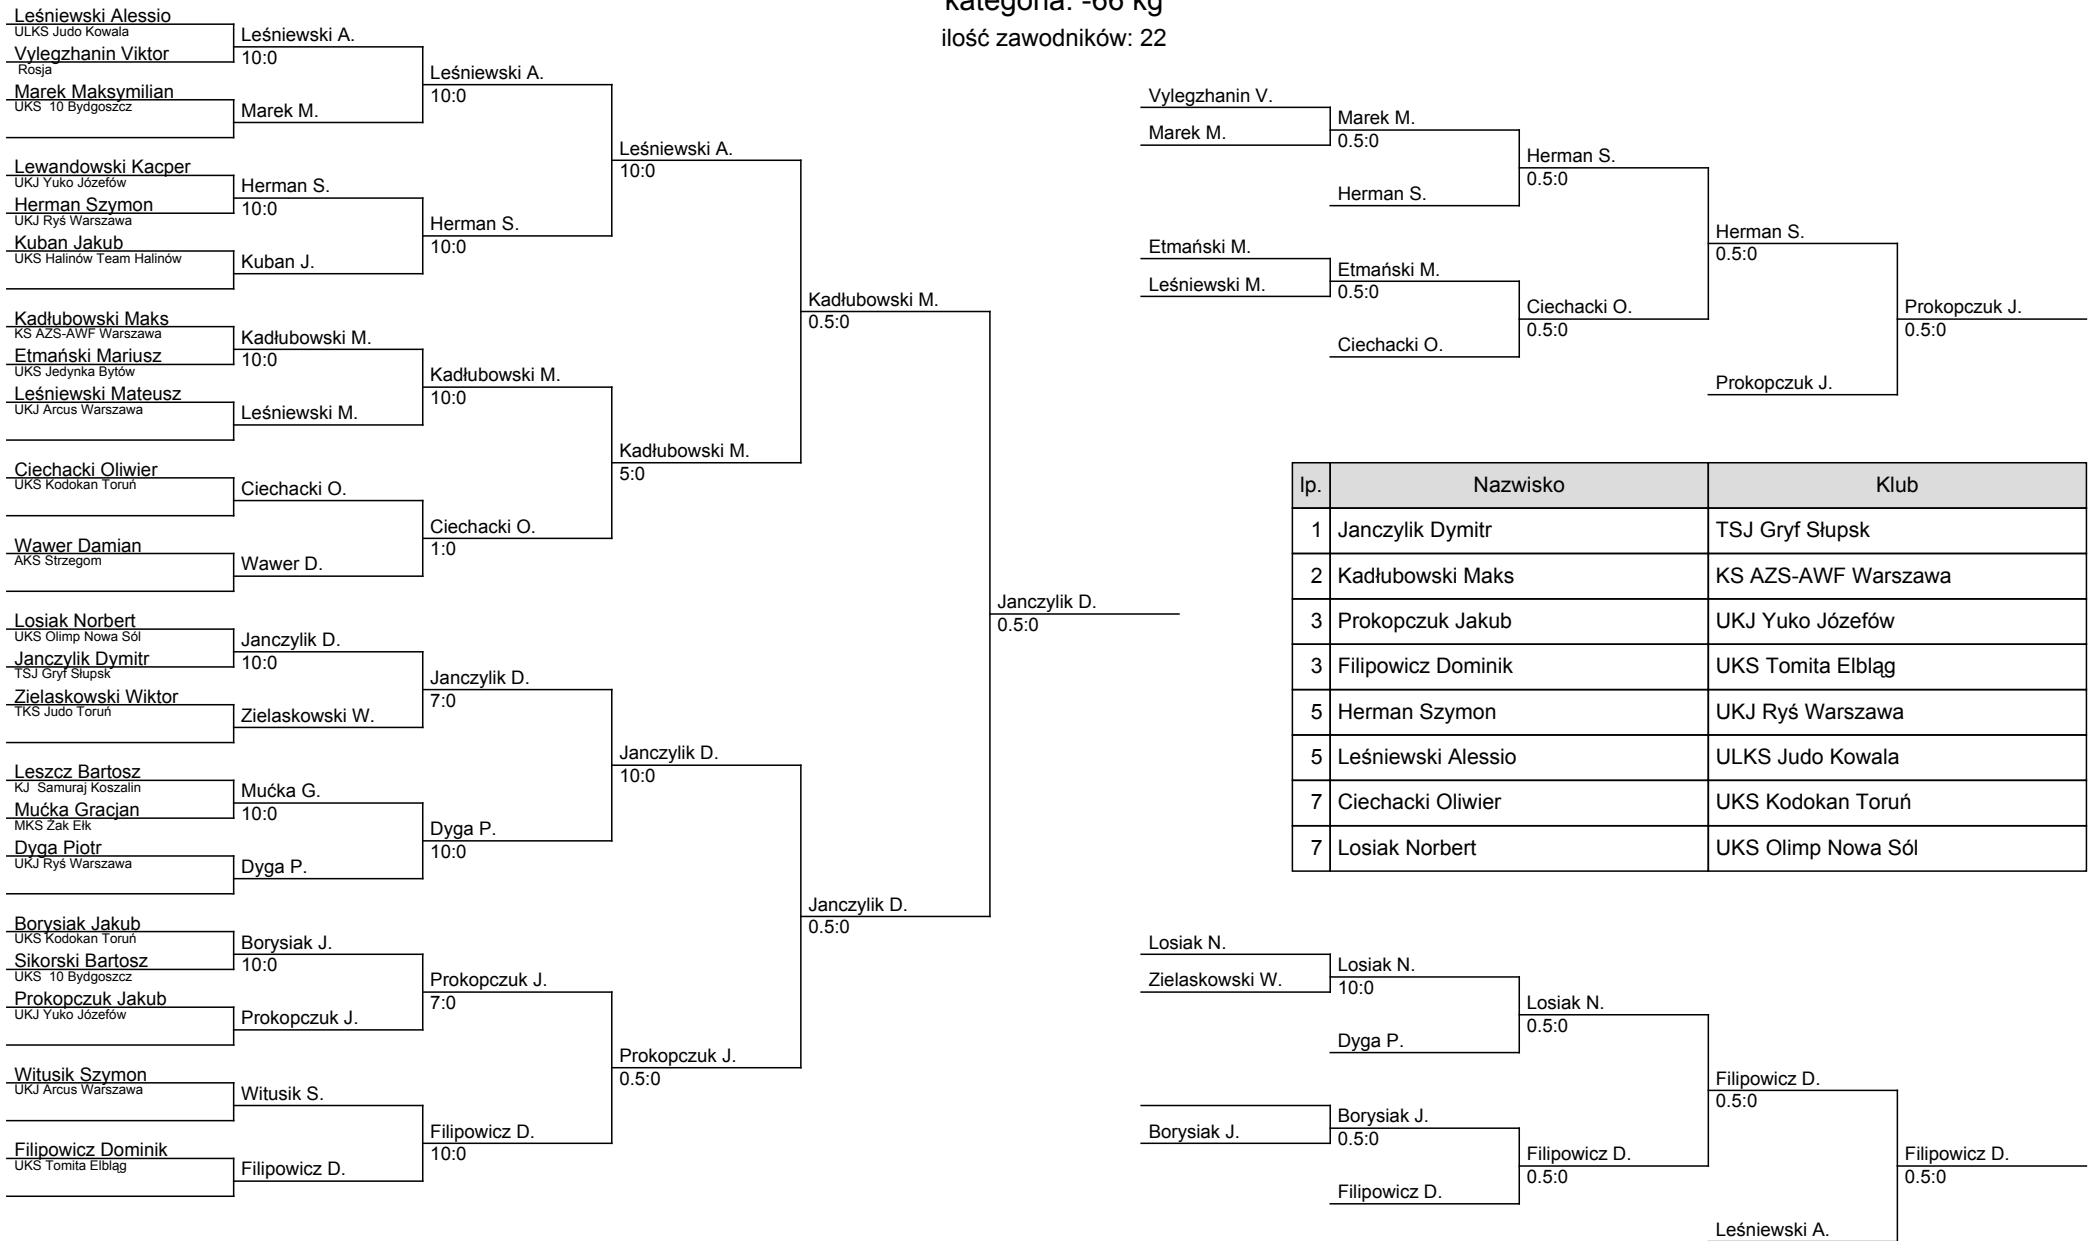 kategoria: -66 kg
ilość zawodników: 22
Leśniewski Alessio
ULKS Judo Kowala
Vylegzhanin Viktor
Rosja
Marek Maksymilian
UKS 10 Bydgoszcz
Lewandowski Kacper
UKJ Yuko Józefów
Herman Szymon
UKJ Ryś Warszawa
Kuban Jakub
UKS Halinów Team Halinów
Kadłubowski Maks
KS AZS-AWF Warszawa
Etmański Mariusz
UKS Jedynka Bytów
Leśniewski Mateusz
UKJ Arcus Warszawa
Ciechacki Oliwier
UKS Kodokan Toruń
Wawer Damian
AKS Strzegom
Losiak Norbert
UKS Olimp Nowa Sól
Janczylik Dymitr
TSJ Gryf Słupsk
Zielaskowski Wiktor
TKS Judo Toruń
Leszcz Bartosz
KJ Samuraj Koszalin
Mućka Gracjan
MKS Żak Ełk
Dyga Piotr
UKJ Ryś Warszawa
Borysiak Jakub
UKS Kodokan Toruń
Sikorski Bartosz
UKS 10 Bydgoszcz
Prokopczuk Jakub
UKJ Yuko Józefów
Witusik Szymon
UKJ Arcus Warszawa
Filipowicz Dominik
UKS Tomita Elbląg
Leśniewski A.
10:0
Marek M.
Herman S.
10:0
Kuban J.
Kadłubowski M.
10:0
Leśniewski M.
Ciechacki O.
Wawer D.
Janczylik D.
10:0
Zielaskowski W.
Mućka G.
10:0
Dyga P.
Borysiak J.
10:0
Prokopczuk J.
Witusik S.
Filipowicz D.
Leśniewski A.
10:0
Herman S.
10:0
Kadłubowski M.
10:0
Ciechacki O.
1:0
Janczylik D.
7:0
Dyga P.
10:0
Prokopczuk J.
7:0
Filipowicz D.
10:0
Leśniewski A.
10:0
Kadłubowski M.
5:0
Janczylik D.
10:0
Prokopczuk J.
0.5:0
Kadłubowski M.
0.5:0
Janczylik D.
0.5:0
Janczylik D.
0.5:0
Vylegzhanin V.
Marek M.
Etmański M.
Leśniewski M.
Marek M.
0.5:0
Herman S.
Etmański M.
0.5:0
Ciechacki O.
Herman S.
0.5:0
Ciechacki O.
0.5:0
Herman S.
0.5:0
Prokopczuk J.
Prokopczuk J.
0.5:0
lp. Nazwisko Klub
1 Janczylik Dymitr TSJ Gryf Słupsk
2 Kadłubowski Maks KS AZS-AWF Warszawa
3 Prokopczuk Jakub UKJ Yuko Józefów
3 Filipowicz Dominik UKS Tomita Elbląg
5 Herman Szymon UKJ Ryś Warszawa
5 Leśniewski Alessio ULKS Judo Kowala
7 Ciechacki Oliwier UKS Kodokan Toruń
7 Losiak Norbert UKS Olimp Nowa Sól
Losiak N.
Zielaskowski W.
Borysiak J.
Losiak N.
10:0
Dyga P.
Borysiak J.
0.5:0
Filipowicz D.
Losiak N.
0.5:0
Filipowicz D.
0.5:0
Filipowicz D.
0.5:0
Leśniewski A.
Filipowicz D.
0.5:0